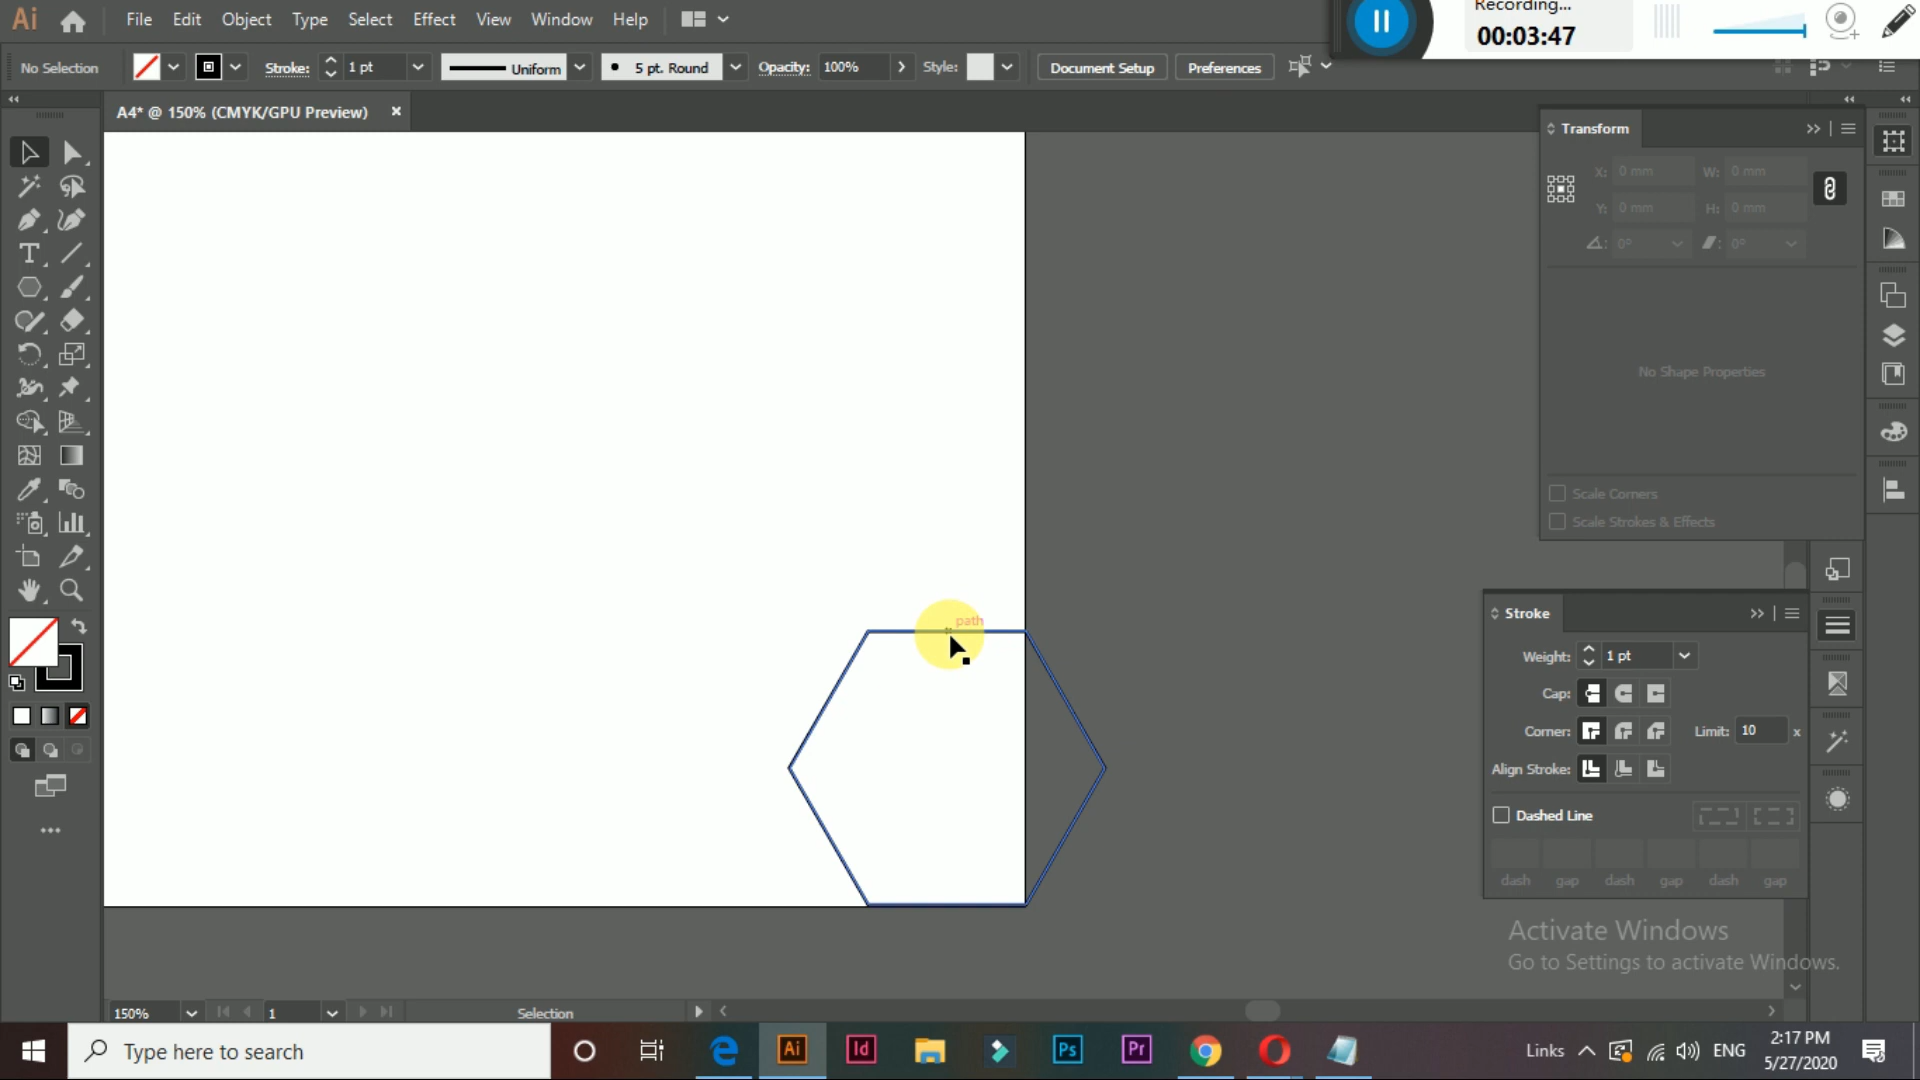 Ai File Edit Object Type Select Effect View Window Help
Recording...
00:03:47
No Selection Stroke: 1 pt Uniform 5 pt. Round Opacity: 100% Style: Document Setup Preferences
A4* @ 150% (CMYK/GPU Preview)
Transform
X: 0 mm W: 0 mm
Y: 0 mm H: 0 mm
0° 0°
No Shape Properties
Scale Corners
Scale Strokes & Effects
path
Stroke
Weight: 1 pt
Cap:
Corner: Limit: 10 x
Align Stroke:
Dashed Line
dash gap dash gap dash gap
Activate Windows
Go to Settings to activate Windows.
150% 1 Selection
Type here to search
Ai Id Ps Pr
Links ENG
2:17 PM
5/27/2020